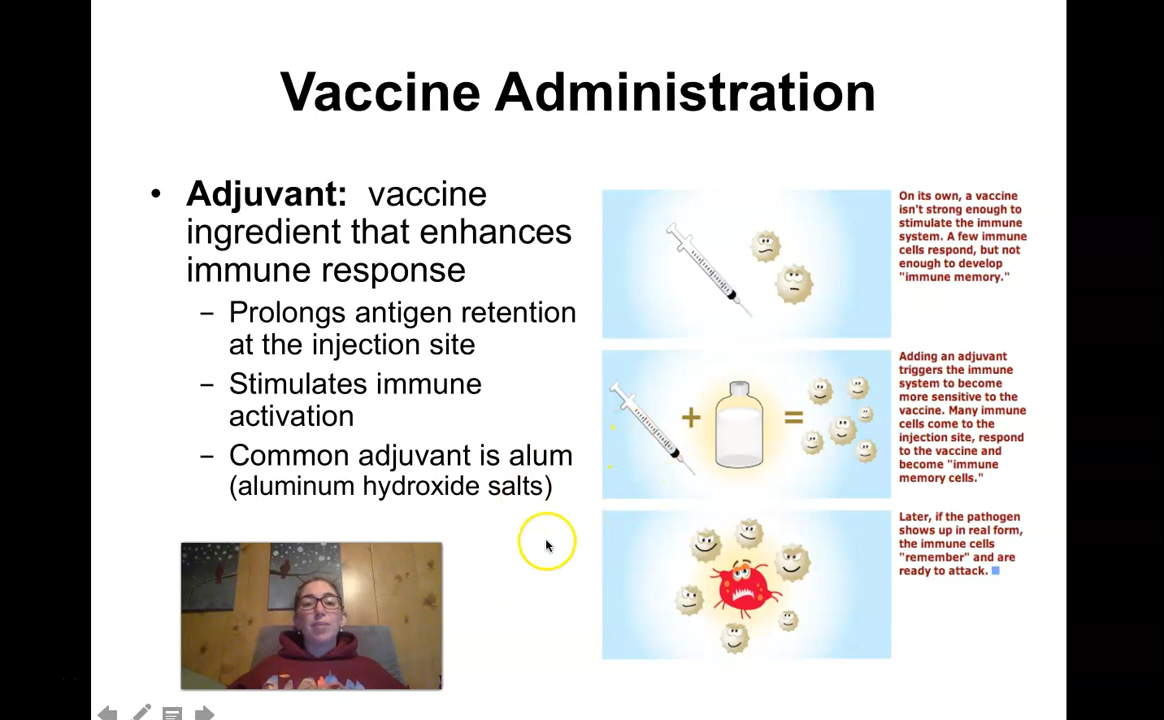 Vaccine Administration
• Adjuvant: vaccine
ingredient that enhances
immune response
– Prolongs antigen retention
at the injection site
– Stimulates immune
activation
– Common adjuvant is alum
(aluminum hydroxide salts)
On its own, a vaccine
isn't strong enough to
stimulate the immune
system. A few immune
cells respond, but not
enough to develop
"immune memory."
+ =
Adding an adjuvant
triggers the immune
system to become
more sensitive to the
vaccine. Many immune
cells come to the
injection site, respond
to the vaccine and
become "immune
memory cells."
Later, if the pathogen
shows up in real form,
the immune cells
"remember" and are
ready to attack.